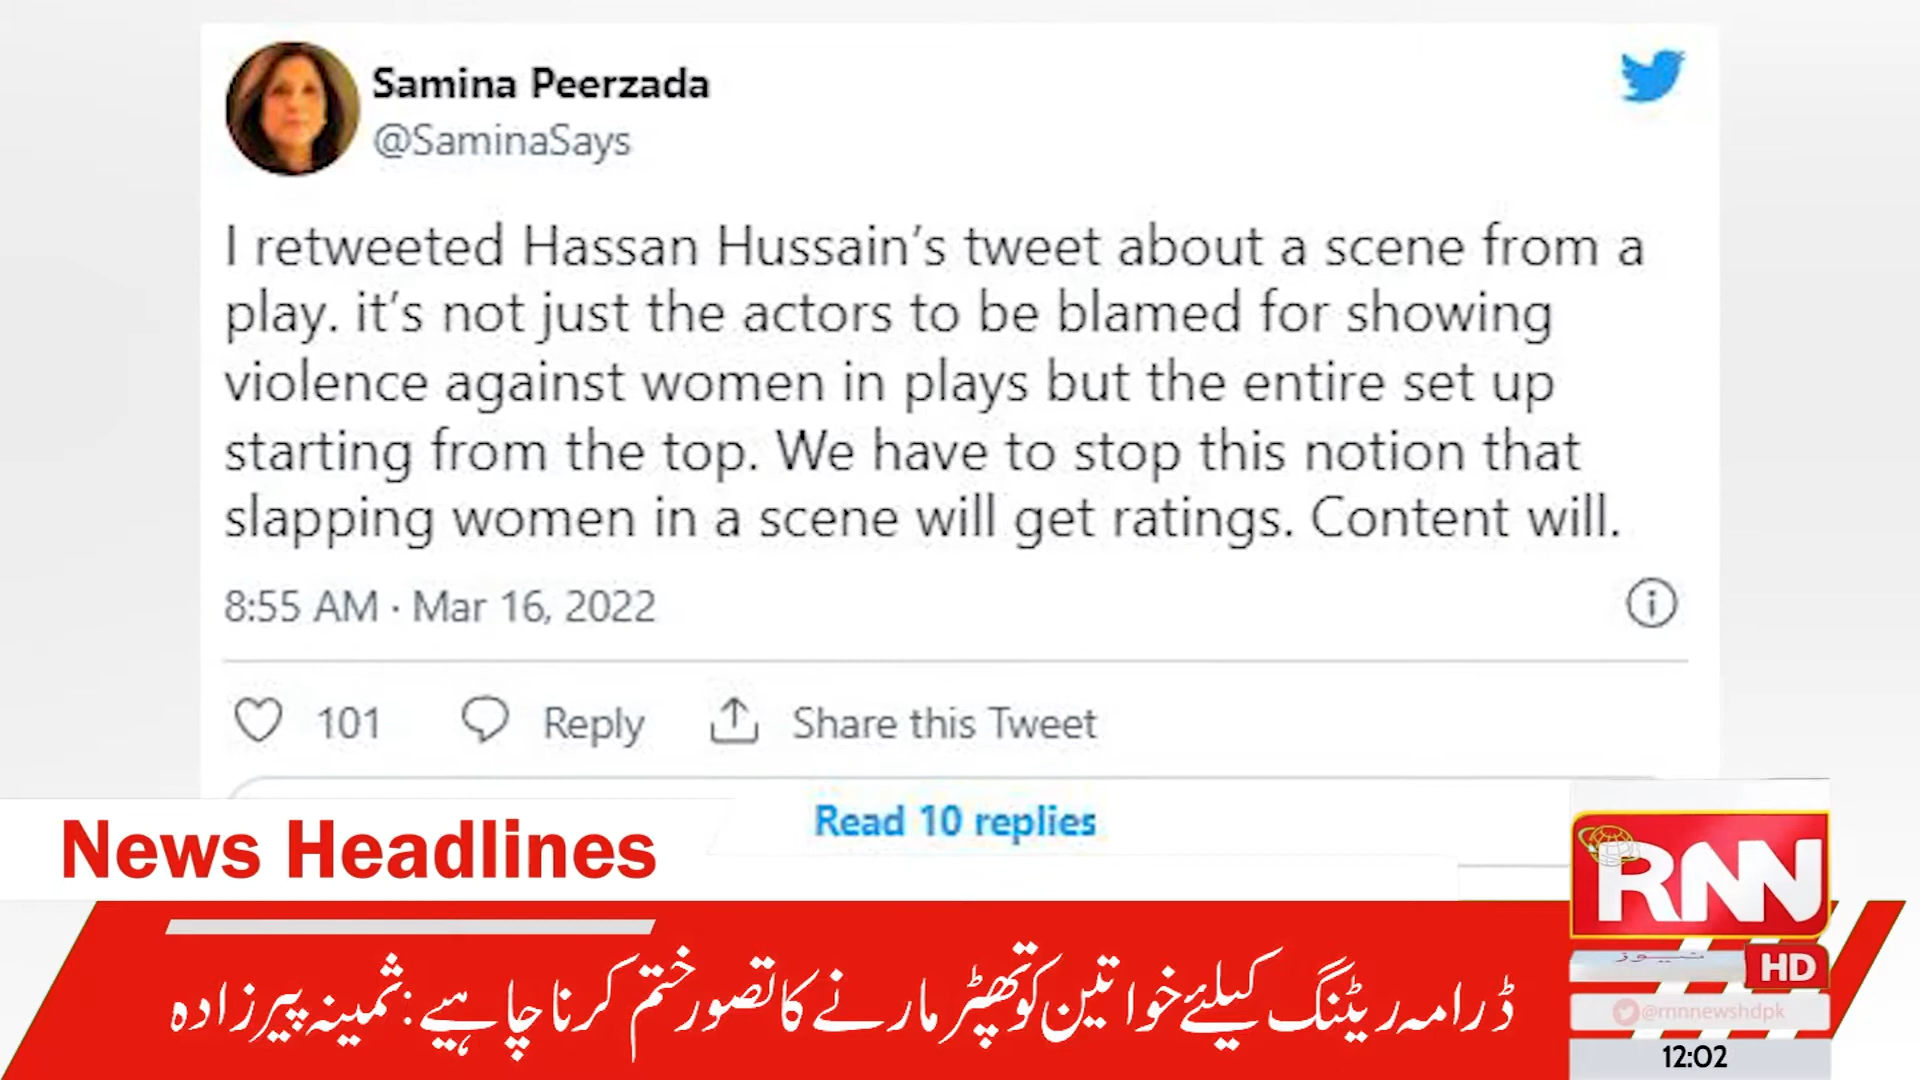 Samina Peerzada
@SaminaSays
I retweeted Hassan Hussain's tweet about a scene from a
play. it's not just the actors to be blamed for showing
violence against women in plays but the entire set up
starting from the top. We have to stop this notion that
slapping women in a scene will get ratings. Content will.
8:55 AM · Mar 16, 2022
101 Reply Share this Tweet
Read 10 replies
News Headlines
ڈرامہ ریٹنگ کیلئے خواتین کو تھپڑ مارنے کا تصور ختم کرنا چاہیے: ثمینہ پیرزادہ
RNN
نیوز HD
@rnnnewshdpk
12:02